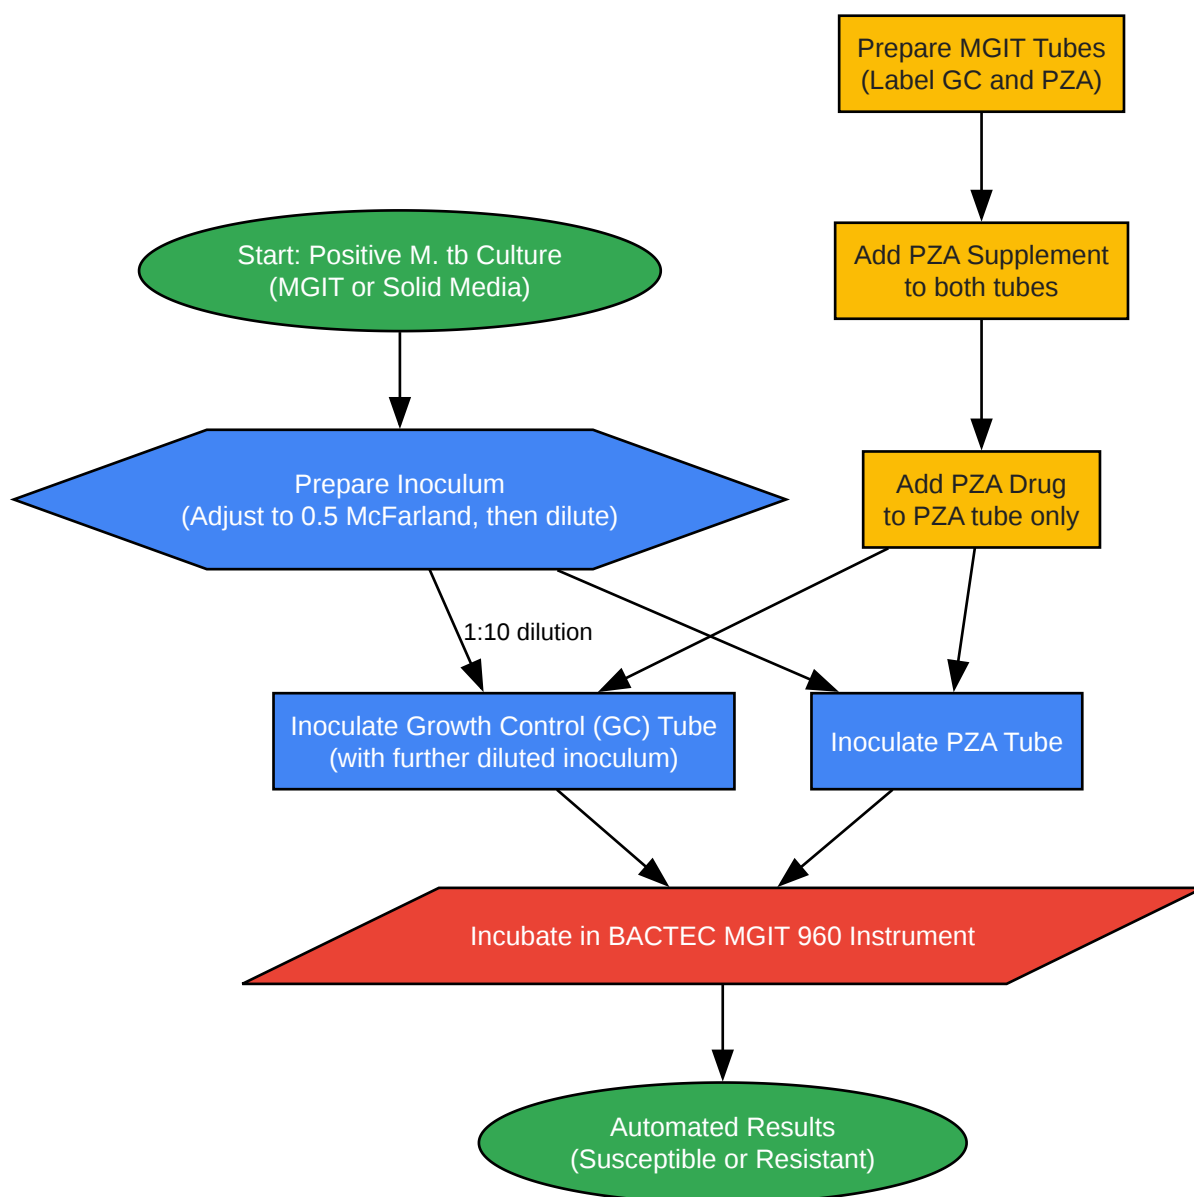 Prepare MGIT Tubes
(Label GC and PZA)
Start: Positive M. tb Culture
(MGIT or Solid Media)
Add PZA Supplement
to both tubes
Prepare Inoculum
(Adjust to 0.5 McFarland, then dilute)
Add PZA Drug
to PZA tube only
1:10 dilution
Inoculate Growth Control (GC) Tube
(with further diluted inoculum)
Inoculate PZA Tube
Incubate in BACTEC MGIT 960 Instrument
Automated Results
(Susceptible or Resistant)